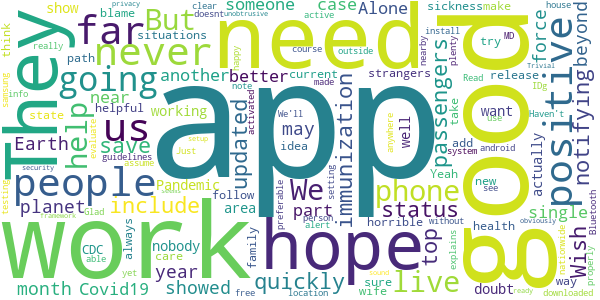 blame
doesnt
unobtrusive
privacy
show
someone
case
Alone
sickness
make
around
active
never
need
clear
situations
try
MD
nearby
release
house
But
far
us
They
going
path
think
really
samsung
Read
current
outside
strangers
install
plenty
Trivial
info
another
better
course
force
beyond
IDg
near
helpful
note
happy
updated
activated
made
We'll
immunization
passengers
Haven't
positive
notifying
help
working
Earth
save
state
evaluate
Just
may
idea
setup
well
anywhere
take
want
use
actually
good
app
people
include
We
phone
status
Yeah
add
system
android
new
see
planet
Pandemic
assume
guidelines
follow
area
part
preferable
person
setting
alert
without
explains
top
horrible
health
way
single
Wish
Bluetooth
testing
CDC
able
always
yet
nobody
care
family
work
hope
live
sure
wife
doubt
nationwide
obviously
properly
downloaded
security
framework
month
Covid19
Glad
year
showed
free
location
quickly
sound
ready